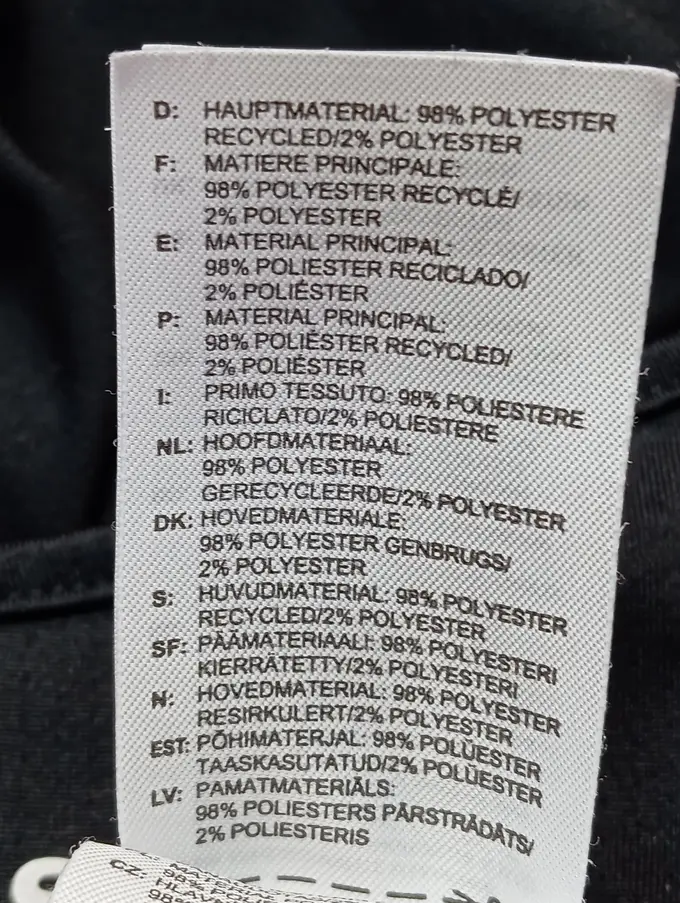 D: HAUPTMATERIAL: 98% POLYESTER
RECYCLED/2% POLYESTER
F: MATIERE PRINCIPALE:
98% POLYESTER RECYCLÉ/
2% POLYESTER
E: MATERIAL PRINCIPAL:
98% POLIESTER RECICLADO/
2% POLIÉSTER
P: MATERIAL PRINCIPAL:
98% POLIÉSTER RECYCLED/
2% POLIÉSTER
I: PRIMO TESSUTO: 98% POLIESTERE
RICICLATO/2% POLIESTERE
NL: HOOFDMATERIAAL:
98% POLYESTER
GERECYCLEERDE/2% POLYESTER
DK: HOVEDMATERIALE:
98% POLYESTER GENBRUGS/
2% POLYESTER
S: HUVUDMATERIAL: 98% POLYESTER
RECYCLED/2% POLYESTER
SF: PÄÄMATERIAALI: 98% POLYESTERI
KIERRÄTETTY/2% POLYESTERI
N: HOVEDMATERIAL: 98% POLYESTER
RESIRKULERT/2% POLYESTER
EST: PÕHIMATERJAL: 98% POLÜESTER
TAASKASUTATUD/2% POLÜESTER
LV: PAMATMATERIĀLS:
98% POLIESTERS PĀRSTRĀDĀTS/
2% POLIESTERIS
CZ:
98%